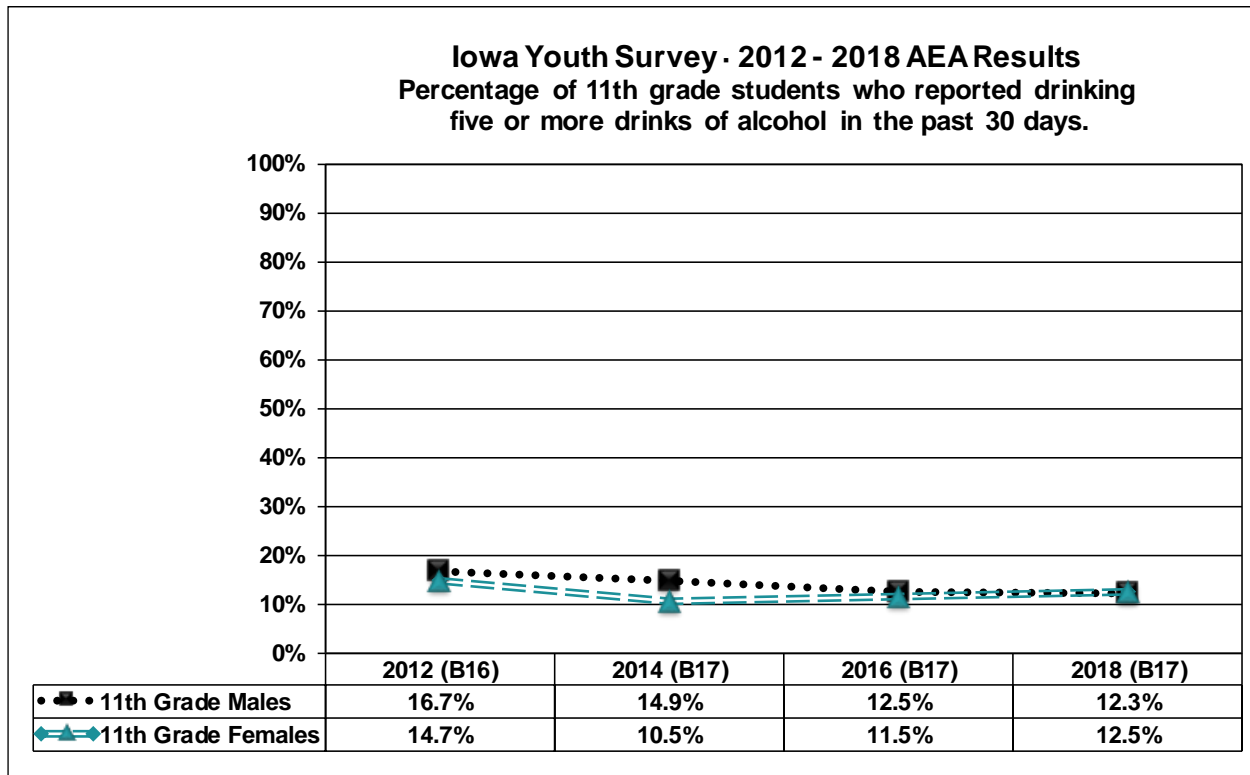 Iowa Youth Survey · 2012 - 2018 AEA Results
Percentage of 11th grade students who reported drinking
five or more drinks of alcohol in the past 30 days.
100%
90%
80%
70%
60%
50%
40%
30%
20%
10%
0%
2012 (B16) 2014 (B17) 2016 (B17) 2018 (B17)
11th Grade Males 16.7% 14.9% 12.5% 12.3%
11th Grade Females 14.7% 10.5% 11.5% 12.5%